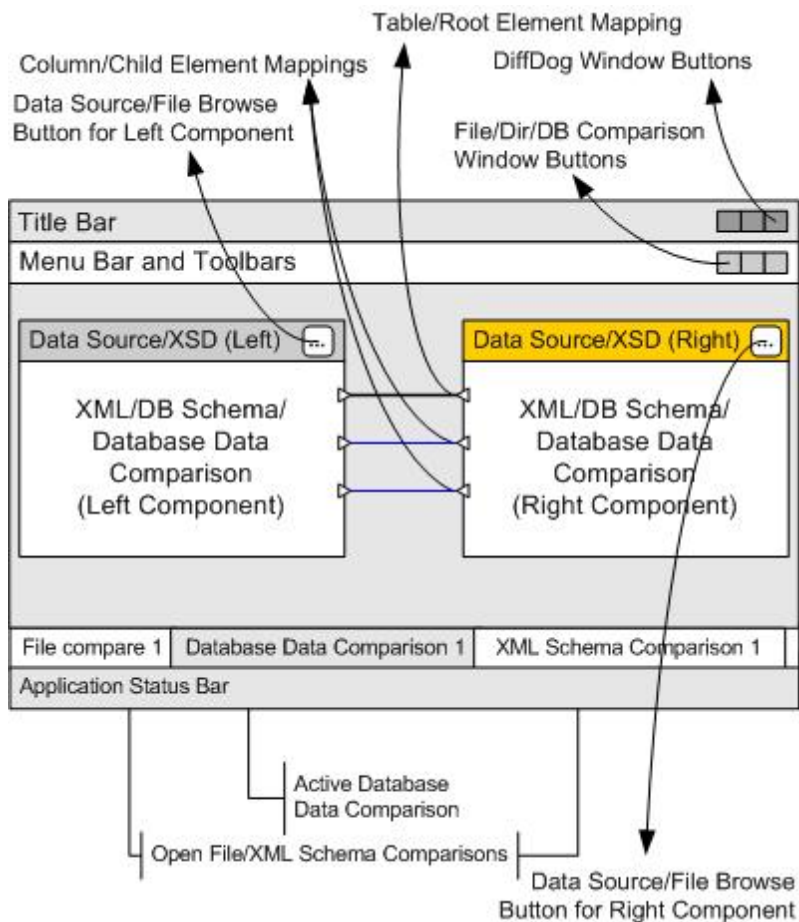 Table/Root Element Mapping
Column/Child Element Mappings
DiffDog Window Buttons
Data Source/File Browse
Button for Left Component
File/Dir/DB Comparison
Window Buttons
Title Bar
Menu Bar and Toolbars
Data Source/XSD (Left)
...
Data Source/XSD (Right)
...
XML/DB Schema/
Database Data
Comparison
(Left Component)
XML/DB Schema/
Database Data
Comparison
(Right Component)
File compare 1
Database Data Comparison 1
XML Schema Comparison 1
Application Status Bar
Active Database
Data Comparison
Open File/XML Schema Comparisons
Data Source/File Browse
Button for Right Component